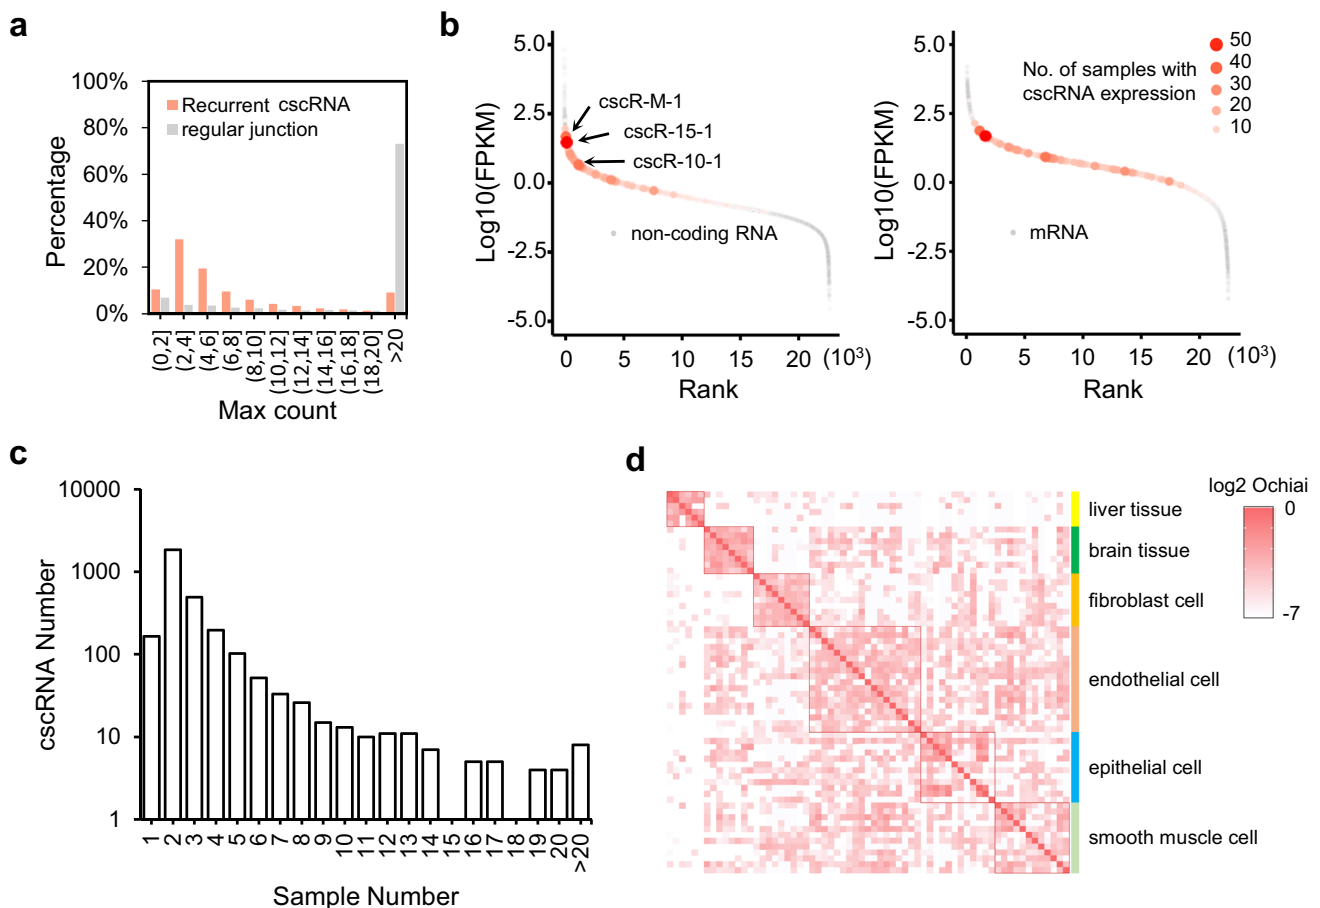 a
100%
80%
60%
40%
20%
0%
Percentage
Recurrent cscRNA
regular junction
(0,2]
(2,4]
(4,6]
(6,8]
(8,10]
(10,12]
(12,14]
(14,16]
(16,18]
(18,20]
>20
Max count
b
5.0
2.5
0.0
-2.5
-5.0
Log10(FPKM)
cscR-M-1
cscR-15-1
cscR-10-1
non-coding RNA
0 5 10 15 20 (10³)
Rank
5.0
2.5
0.0
-2.5
-5.0
Log10(FPKM)
No. of samples with
cscRNA expression
50
40
30
20
10
mRNA
0 5 10 15 20 (10³)
Rank
c
10000
1000
100
10
1
cscRNA Number
1 2 3 4 5 6 7 8 9 10 11 12 13 14 15 16 17 18 19 20 >20
Sample Number
d
log2 Ochiai
0
-7
liver tissue
brain tissue
fibroblast cell
endothelial cell
epithelial cell
smooth muscle cell